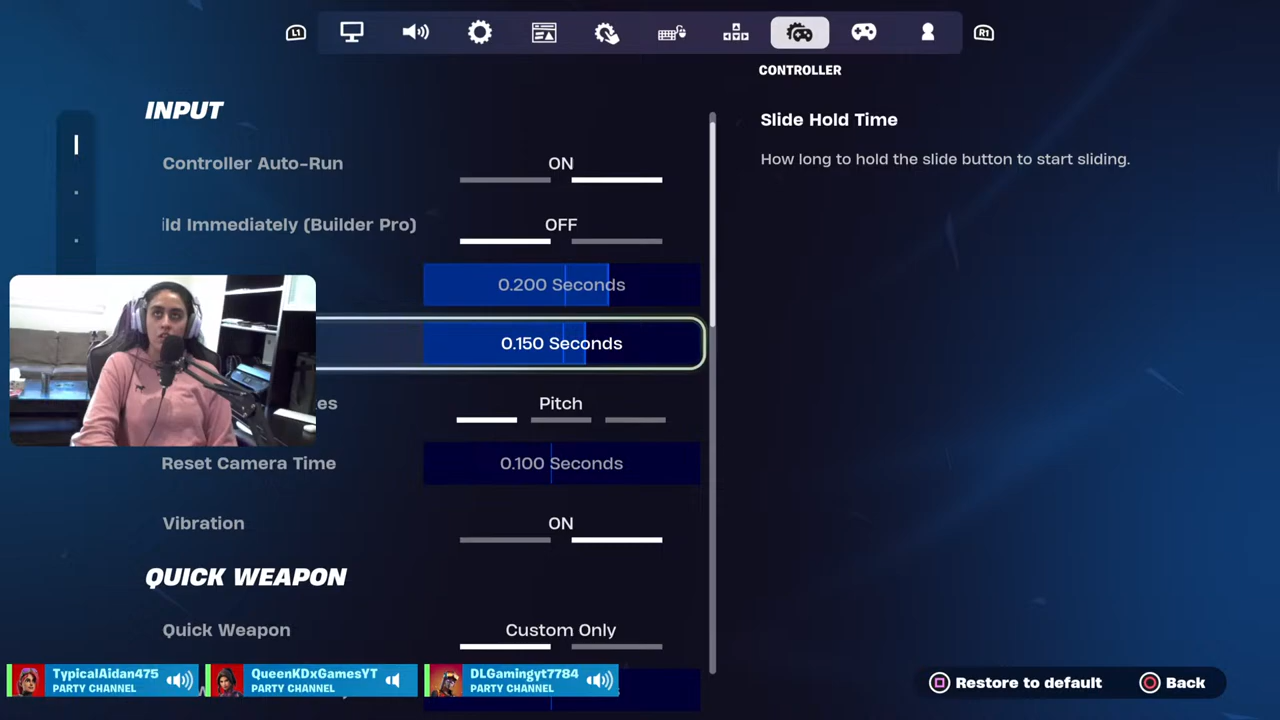 L1
R1
CONTROLLER
INPUT
Controller Auto-Run
ON
ild Immediately (Builder Pro)
OFF
0.200 Seconds
0.150 Seconds
Pitch
Reset Camera Time
0.100 Seconds
Vibration
ON
QUICK WEAPON
Quick Weapon
Custom Only
Slide Hold Time
How long to hold the slide button to start sliding.
TypicalAidan475
PARTY CHANNEL
QueenKDxGamesYT
PARTY CHANNEL
DLGamingyt7784
PARTY CHANNEL
Restore to default
Back